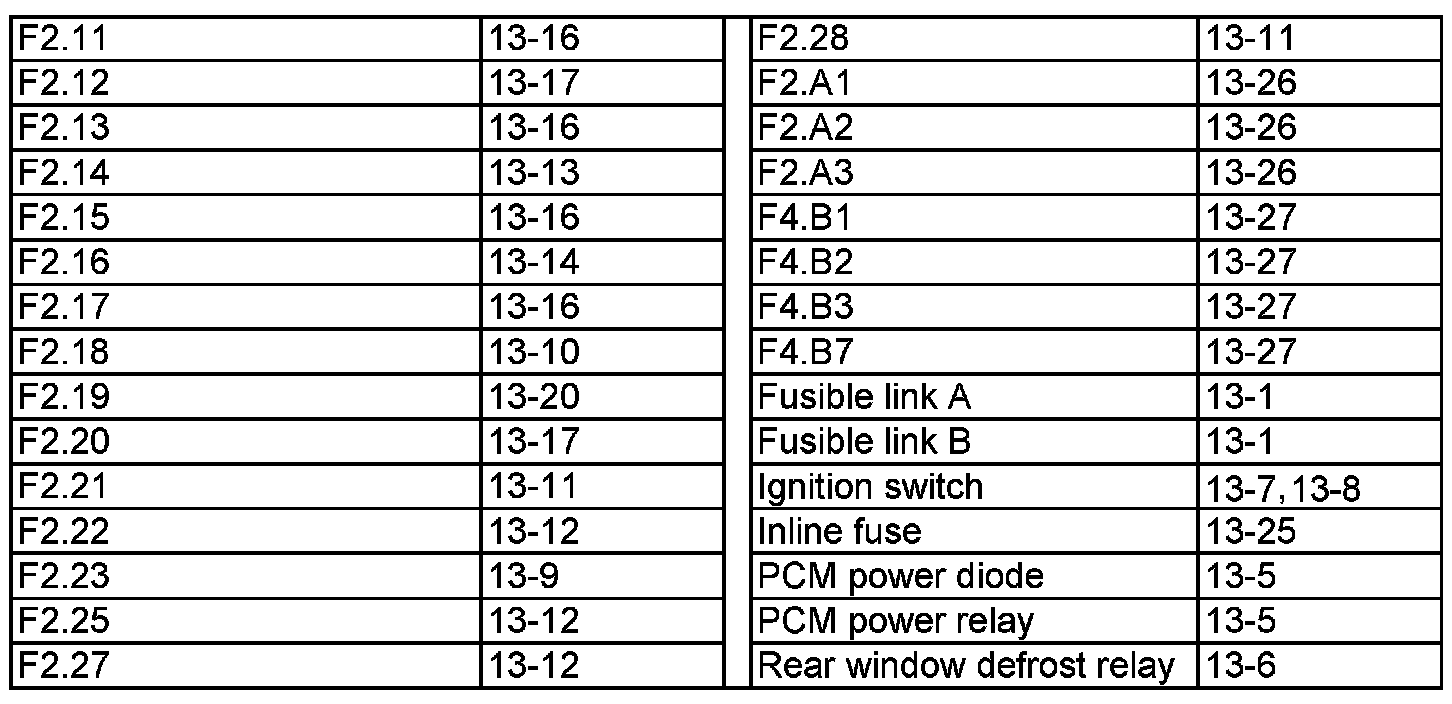 F2.11 13-16 F2.28 13-11
F2.12 13-17 F2.A1 13-26
F2.13 13-16 F2.A2 13-26
F2.14 13-13 F2.A3 13-26
F2.15 13-16 F4.B1 13-27
F2.16 13-14 F4.B2 13-27
F2.17 13-16 F4.B3 13-27
F2.18 13-10 F4.B7 13-27
F2.19 13-20 Fusible link A 13-1
F2.20 13-17 Fusible link B 13-1
F2.21 13-11 Ignition switch 13-7,13-8
F2.22 13-12 Inline fuse 13-25
F2.23 13-9 PCM power diode 13-5
F2.25 13-12 PCM power relay 13-5
F2.27 13-12 Rear window defrost relay 13-6